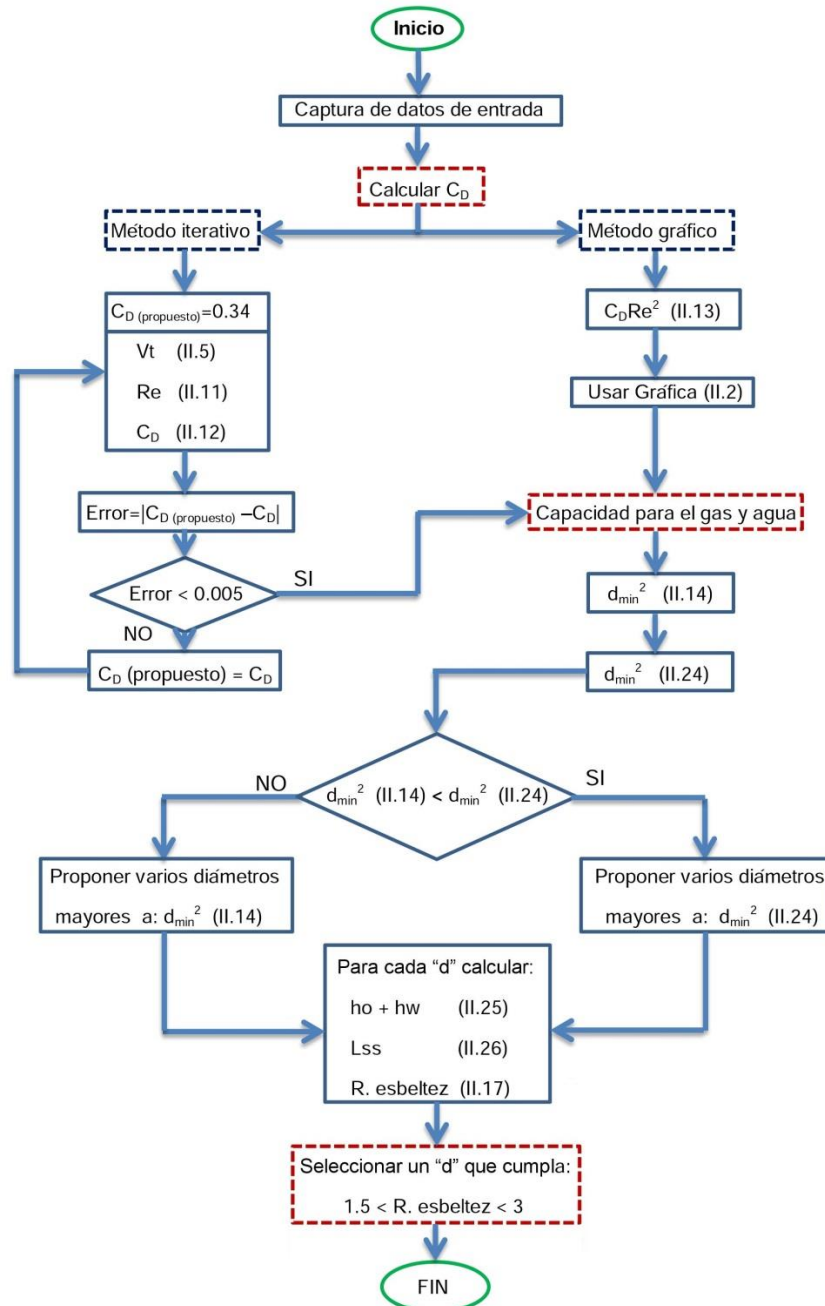 Inicio
Captura de datos de entrada
Calcular C_D
Método iterativo
Método gráfico
C_D (propuesto)=0.34
Vt (II.5)
Re (II.11)
C_D (II.12)
C_DRe² (II.13)
Usar Gráfica (II.2)
Error=|C_D (propuesto) –C_D|
Capacidad para el gas y agua
Error < 0.005
SI
NO
C_D (propuesto) = C_D
d_min² (II.14)
d_min² (II.24)
NO
d_min² (II.14) < d_min² (II.24)
SI
Proponer varios diámetros
mayores a: d_min² (II.14)
Proponer varios diámetros
mayores a: d_min² (II.24)
Para cada “d” calcular:
ho + hw (II.25)
Lss (II.26)
R. esbeltez (II.17)
Seleccionar un “d” que cumpla:
1.5 < R. esbeltez < 3
FIN